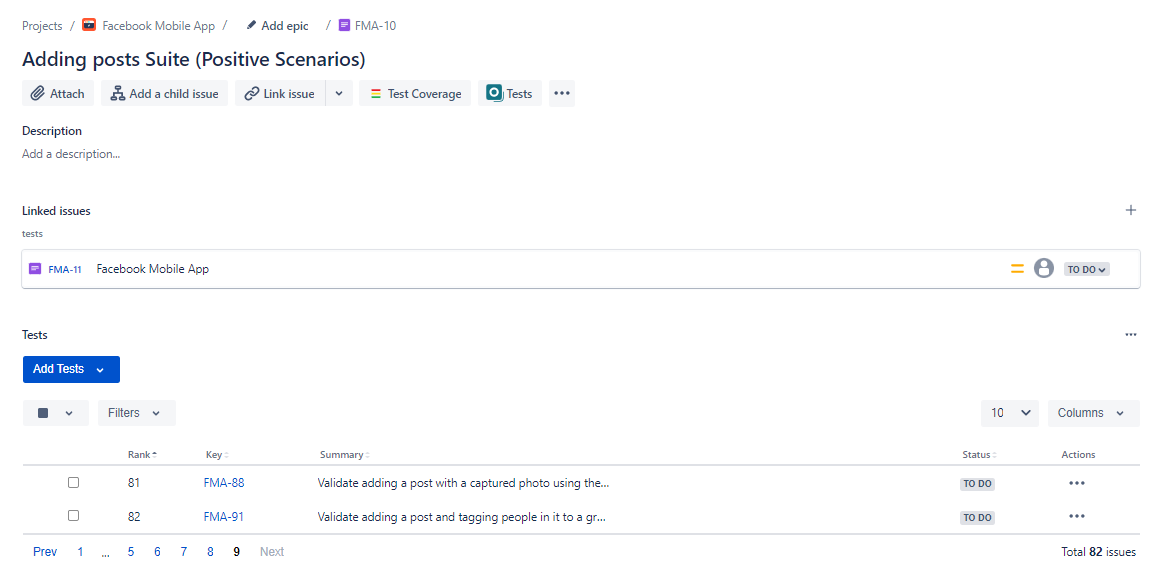 Projects / Facebook Mobile App / Add epic / FMA-10
Adding posts Suite (Positive Scenarios)
Attach Add a child issue Link issue Test Coverage Tests
Description
Add a description...
Linked issues
tests
FMA-11 Facebook Mobile App TO DO
Tests
Add Tests
Filters 10 Columns
Rank Key Summary Status Actions
81 FMA-88 Validate adding a post with a captured photo using the... TO DO
82 FMA-91 Validate adding a post and tagging people in it to a gr... TO DO
Prev 1 ... 5 6 7 8 9 Next Total 82 issues